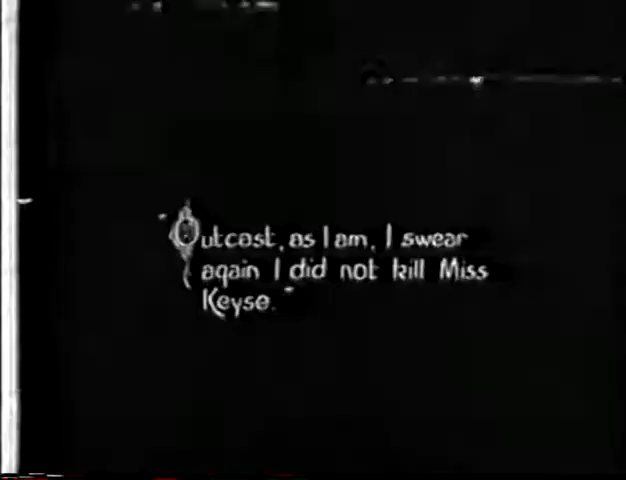 "Outcast, as I am, I swear
again I did not kill Miss
Keyse."